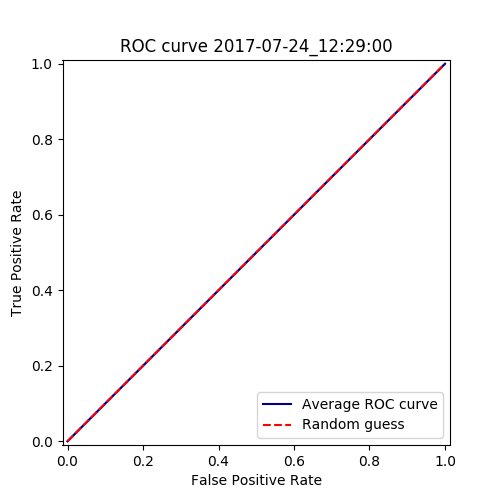 ROC curve 2017-07-24_12:29:00
1.0
0.8
0.6
0.4
0.2
0.0
True Positive Rate
Average ROC curve
Random guess
0.0 0.2 0.4 0.6 0.8 1.0
False Positive Rate